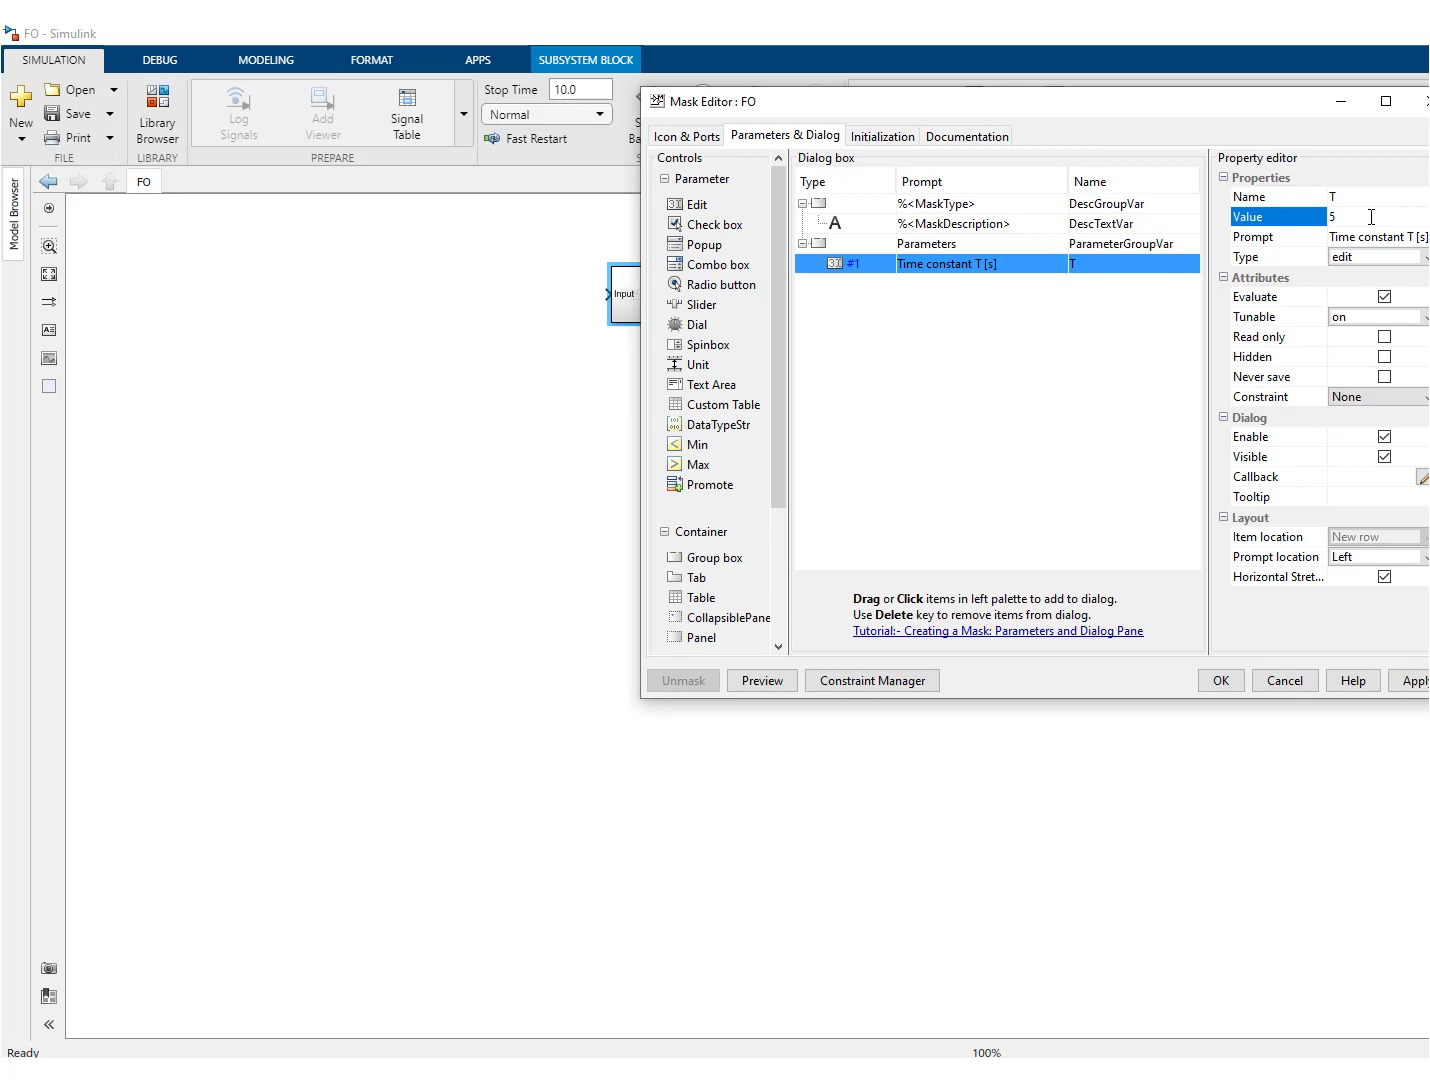 FO - Simulink
SIMULATION DEBUG MODELING FORMAT APPS SUBSYSTEM BLOCK
New
Open
Save
Print
FILE
Library Browser
LIBRARY
Log Signals
Add Viewer
Signal Table
PREPARE
Stop Time 10.0
Normal
Fast Restart
FO
Model Browser
Input
Mask Editor : FO
Icon & Ports Parameters & Dialog Initialization Documentation
Controls
Parameter
Edit
Check box
Popup
Combo box
Radio button
Slider
Dial
Spinbox
Unit
Text Area
Custom Table
DataTypeStr
Min
Max
Promote
Container
Group box
Tab
Table
CollapsiblePane
Panel
Dialog box
Type Prompt Name
%<MaskType> DescGroupVar
A %<MaskDescription> DescTextVar
Parameters ParameterGroupVar
#1 Time constant T [s] T
Drag or Click items in left palette to add to dialog.
Use Delete key to remove items from dialog.
Tutorial:- Creating a Mask: Parameters and Dialog Pane
Property editor
Properties
Name T
Value 5
Prompt Time constant T [s]
Type edit
Attributes
Evaluate
Tunable on
Read only
Hidden
Never save
Constraint None
Dialog
Enable
Visible
Callback
Tooltip
Layout
Item location New row
Prompt location Left
Horizontal Stret...
Unmask Preview Constraint Manager OK Cancel Help Apply
Ready 100%